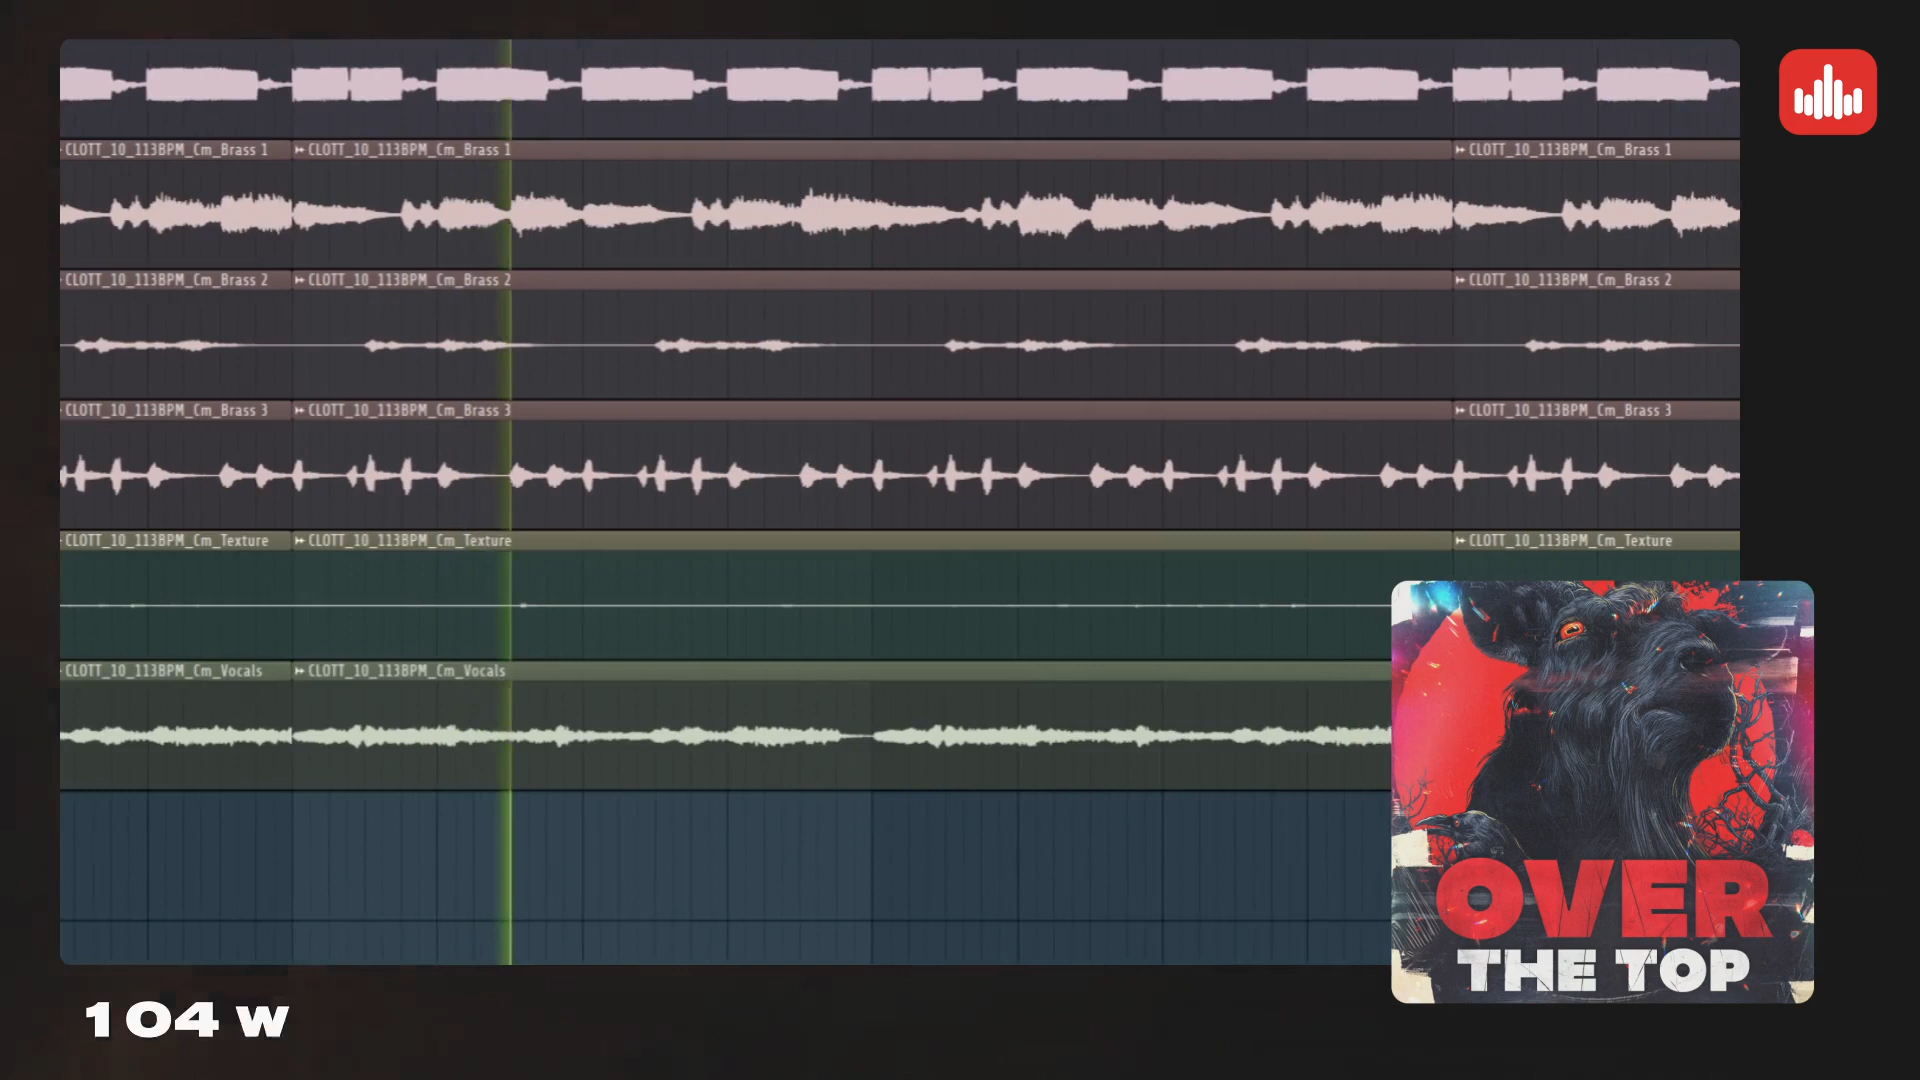 CLOTT_10_113BPM_Cm_Brass 1 CLOTT_10_113BPM_Cm_Brass 1 CLOTT_10_113BPM_Cm_Brass 1
CLOTT_10_113BPM_Cm_Brass 2 CLOTT_10_113BPM_Cm_Brass 2 CLOTT_10_113BPM_Cm_Brass 2
CLOTT_10_113BPM_Cm_Brass 3 CLOTT_10_113BPM_Cm_Brass 3 CLOTT_10_113BPM_Cm_Brass 3
CLOTT_10_113BPM_Cm_Texture CLOTT_10_113BPM_Cm_Texture CLOTT_10_113BPM_Cm_Texture
CLOTT_10_113BPM_Cm_Vocals CLOTT_10_113BPM_Cm_Vocals
OVER
THE TOP
104 W